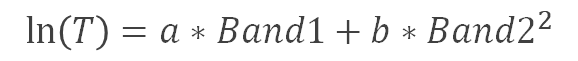 ln(T) = a * Band1 + b * Band2²